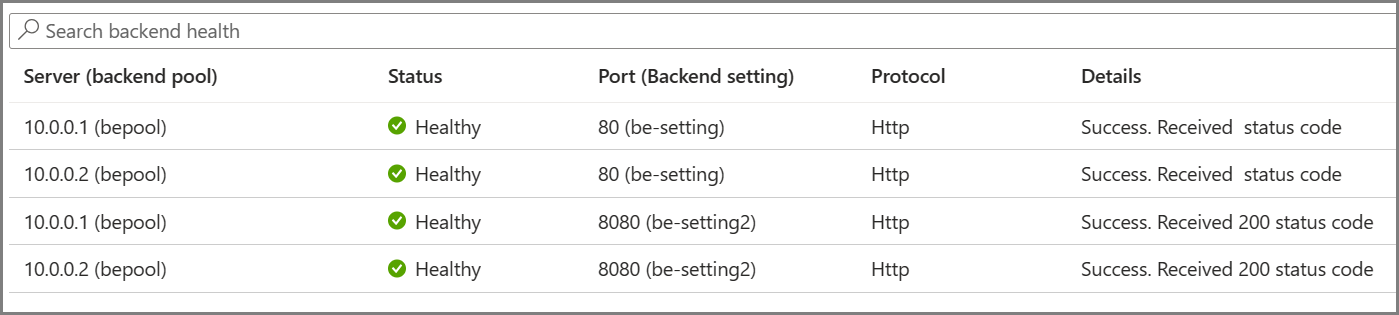 Search backend health
Server (backend pool) Status Port (Backend setting) Protocol Details
10.0.0.1 (bepool) Healthy 80 (be-setting) Http Success. Received  status code
10.0.0.2 (bepool) Healthy 80 (be-setting) Http Success. Received  status code
10.0.0.1 (bepool) Healthy 8080 (be-setting2) Http Success. Received 200 status code
10.0.0.2 (bepool) Healthy 8080 (be-setting2) Http Success. Received 200 status code